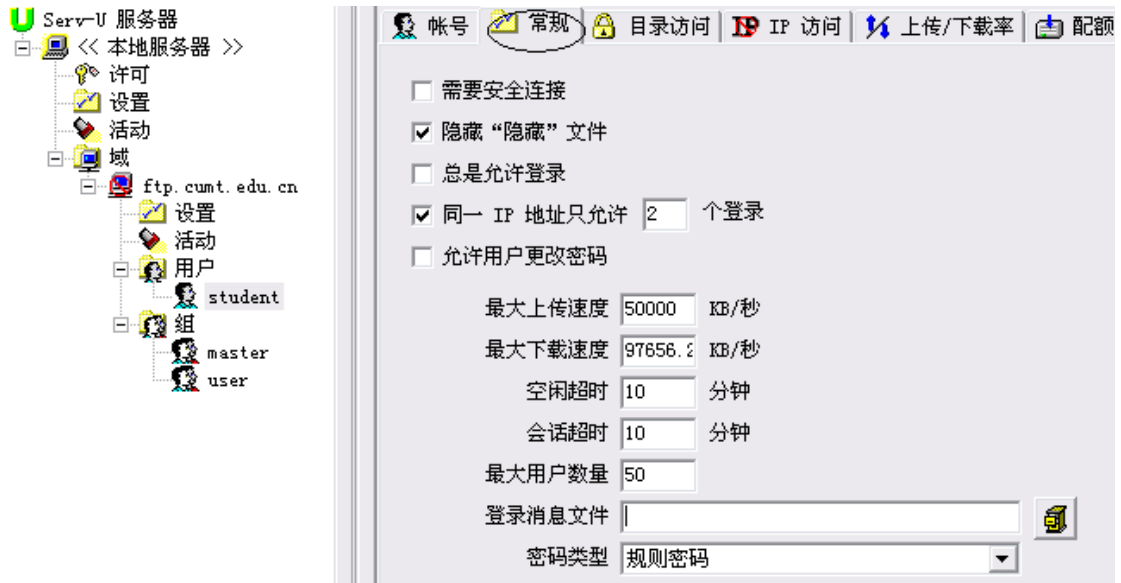 Serv-U 服务器
<< 本地服务器 >>
许可
设置
活动
域
ftp.cumt.edu.cn
设置
活动
用户
student
组
master
user
帐号 常规 目录访问 IP 访问 上传/下载率 配额
需要安全连接
隐藏“隐藏”文件
总是允许登录
同一 IP 地址只允许 2 个登录
允许用户更改密码
最大上传速度 50000 KB/秒
最大下载速度 97656.2 KB/秒
空闲超时 10 分钟
会话超时 10 分钟
最大用户数量 50
登录消息文件
密码类型 规则密码